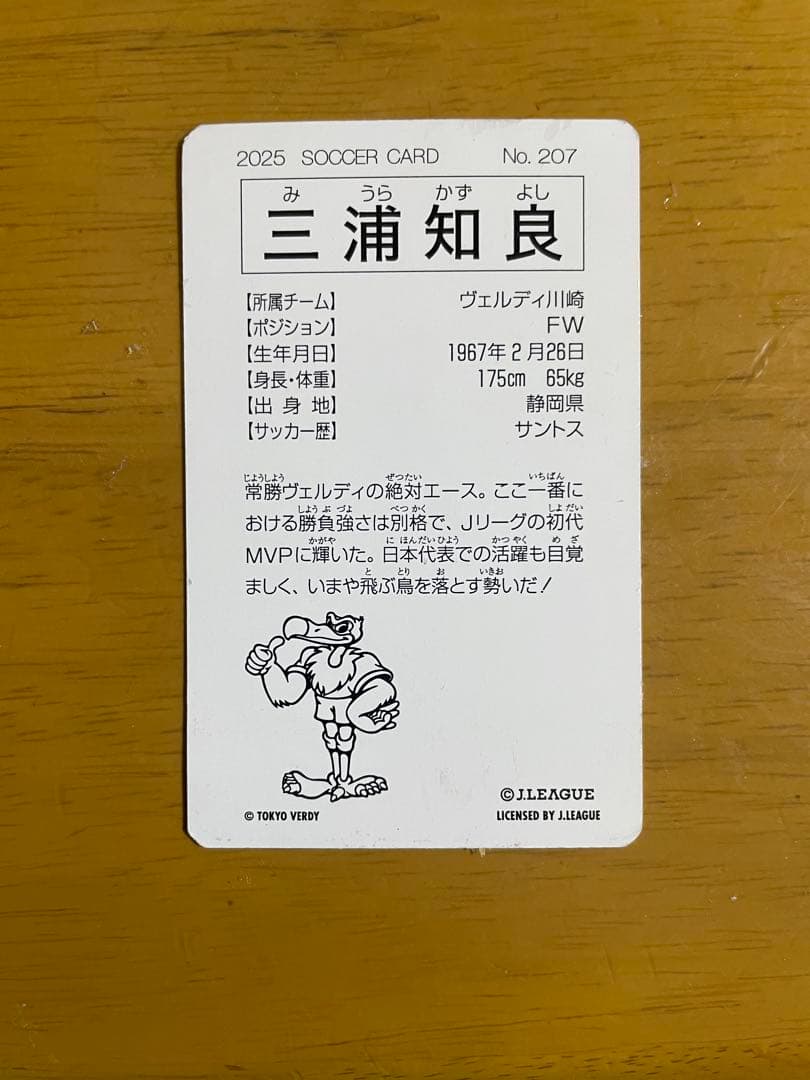 2025 SOCCER CARD No. 207
み うら かず よし
三浦知良
【所属チーム】 ヴェルディ川崎
【ポジション】 FW
【生年月日】 1967年2月26日
【身長・体重】 175cm 65kg
【出身地】 静岡県
【サッカー歴】 サントス
じょうしょう ぜったい いちばん
常勝ヴェルディの絶対エース。ここ一番に
しょうぶづよ べつかく しょだい
おける勝負強さは別格で、Jリーグの初代
かがや にほんだいひょう かつやく めざ
MVPに輝いた。日本代表での活躍も目覚
と とり お いきお
ましく、いまや飛ぶ鳥を落とす勢いだ!
©J.LEAGUE
© TOKYO VERDY LICENSED BY J.LEAGUE